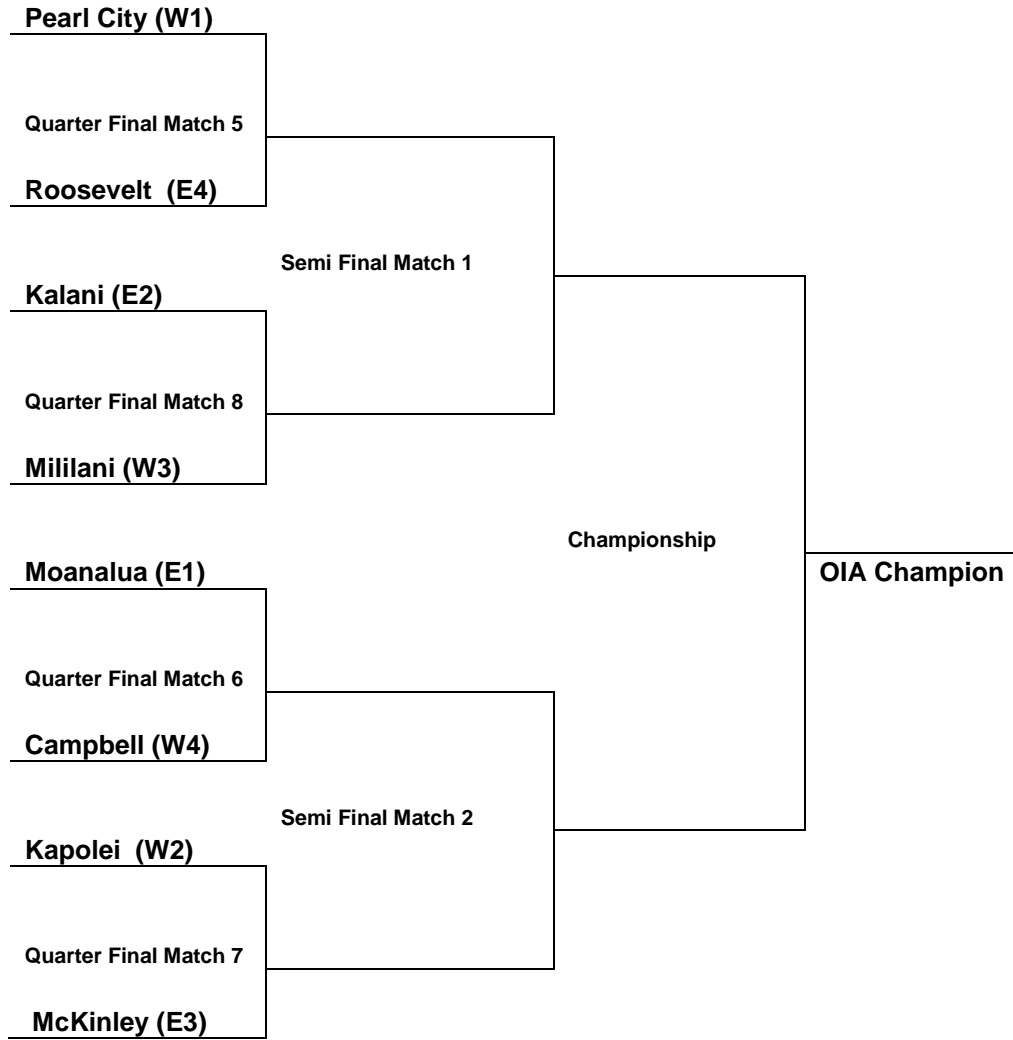 Pearl City (W1)
Quarter Final Match 5
Roosevelt (E4)
Semi Final Match 1
Kalani (E2)
Quarter Final Match 8
Mililani (W3)
Championship
Moanalua (E1)
OIA Champion
Quarter Final Match 6
Campbell (W4)
Semi Final Match 2
Kapolei (W2)
Quarter Final Match 7
McKinley (E3)